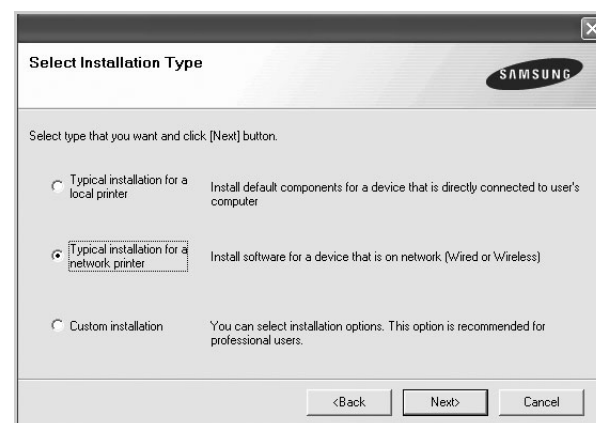 Select Installation Type
SAMSUNG
Select type that you want and click [Next] button.
Typical installation for a
local printer
Install default components for a device that is directly connected to user's
computer
Typical installation for a
network printer
Install software for a device that is on network (Wired or Wireless)
Custom installation
You can select installation options. This option is recommended for
professional users.
<Back
Next>
Cancel